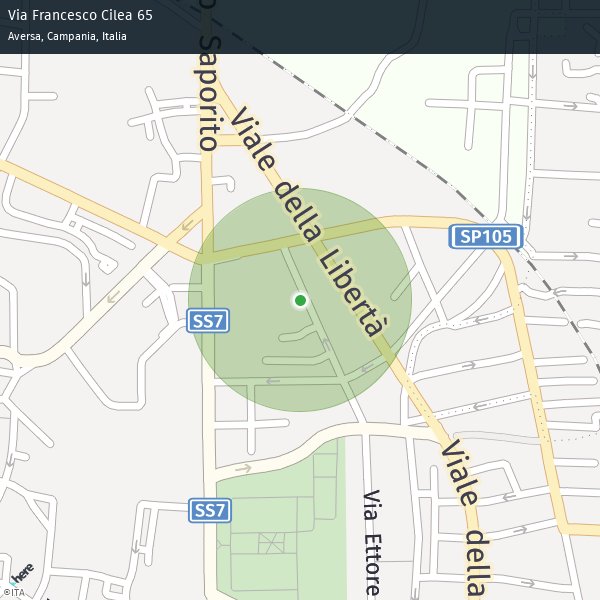 Via Francesco Cilea 65
Aversa, Campania, Italia
o Saporito
Viale della Libertà
SP105
SS7
Viale della
SS7
Via Ettore
here
©ITA